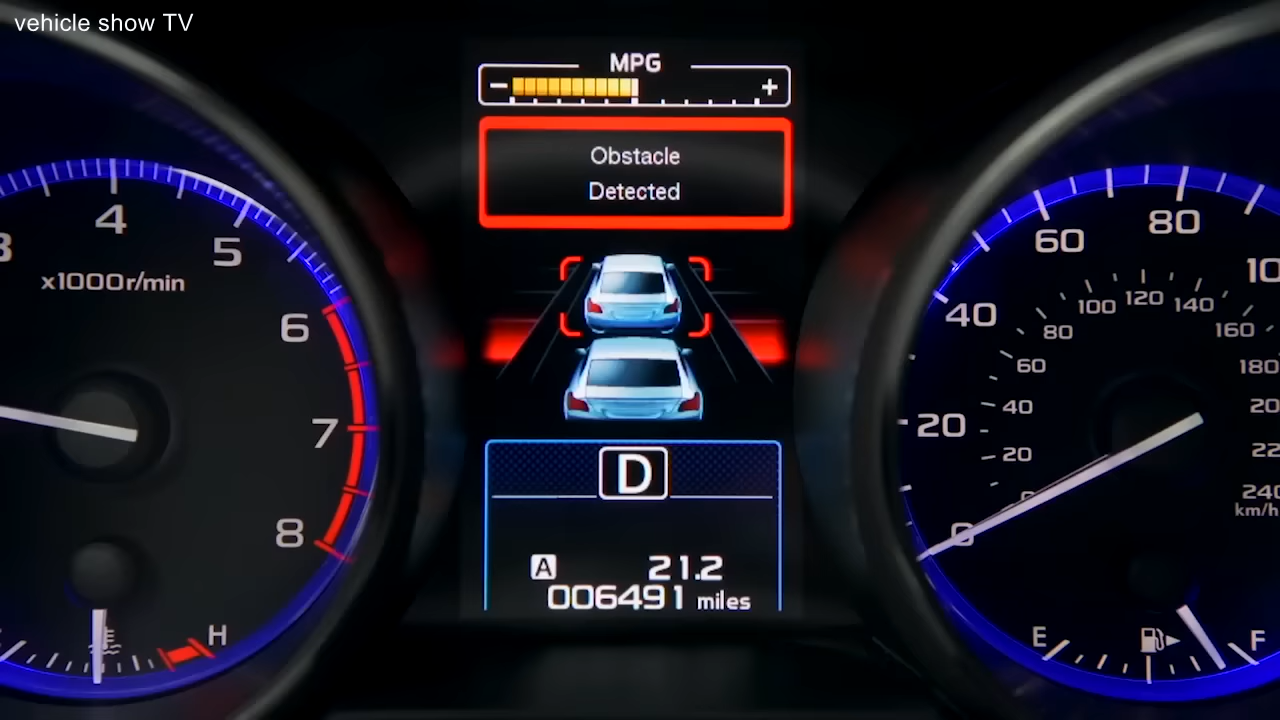 vehicle show TV
MPG
− +
Obstacle
Detected
4
5
x1000r/min
6
7
8
H
D
A 21.2
006491 miles
20
40
60
80
0
20
40
60
80
100
120
140
160
180
240
km/h
E
F